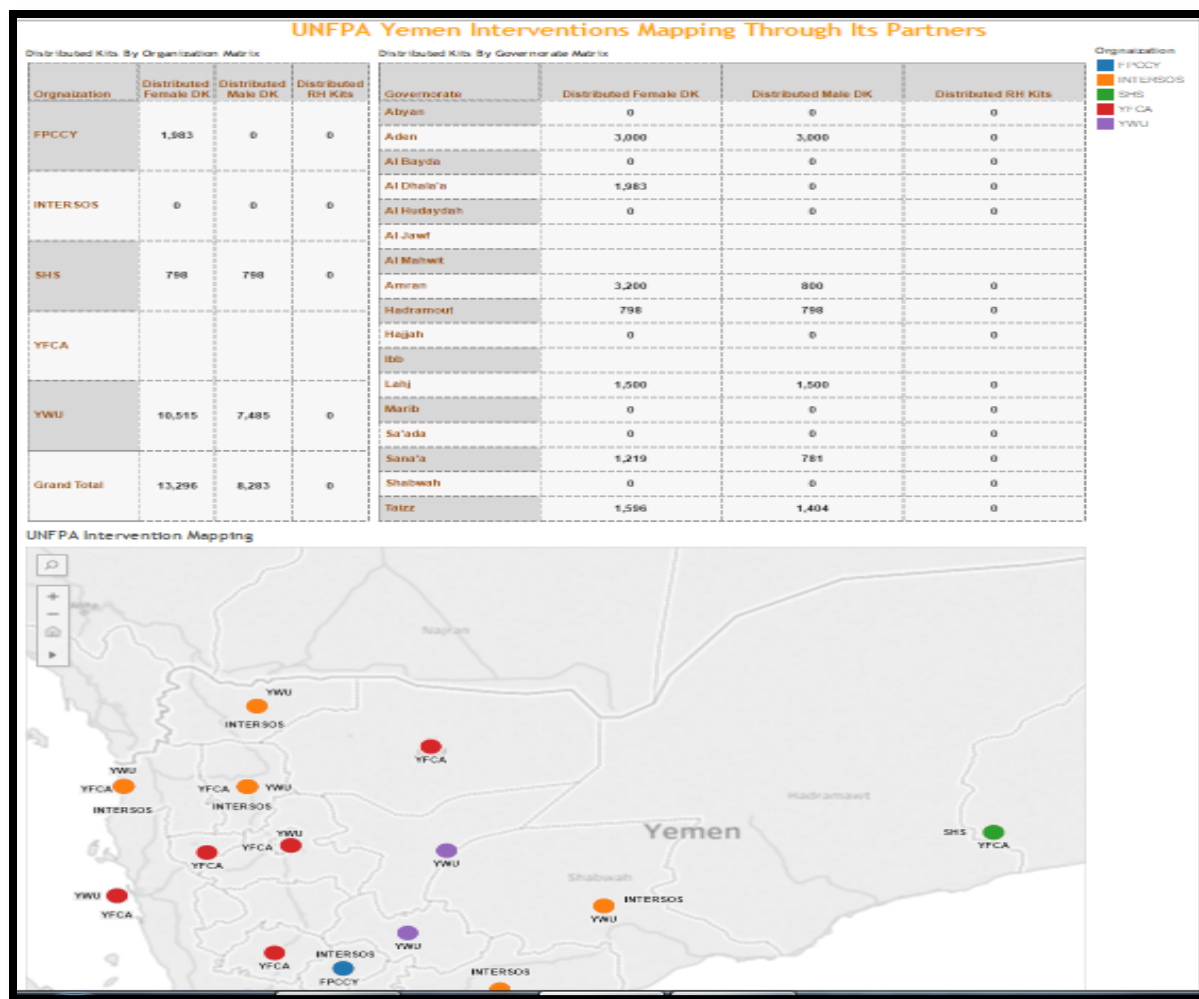 UNFPA Yemen Interventions Mapping Through Its Partners
Distributed Kits By Organization Matrix
Orgnaization Distributed Female DK Distributed Male DK Distributed RH Kits
FPCCY 1,983 0 0
INTERSOS 0 0 0
SHS 798 798 0
YFCA
YWU 10,515 7,485 0
Grand Total 13,296 8,283 0
Distributed Kits By Governorate Matrix
Governorate Distributed Female DK Distributed Male DK Distributed RH Kits
Abyan 0 0 0
Aden 3,000 3,000 0
Al Bayda 0 0 0
Al Dhale'a 1,983 0 0
Al Hudaydah 0 0 0
Al Jawf
Al Mahwit
Amran 3,200 800 0
Hadramout 798 798 0
Hajjah 0 0 0
Ibb
Lahj 1,500 1,500 0
Marib 0 0 0
Sa'ada 0 0 0
Sana'a 1,219 781 0
Shabwah 0 0 0
Taizz 1,596 1,404 0
Orgnaization
FPCCY
INTERSOS
SHS
YFCA
YWU
UNFPA Intervention Mapping
Najran
YWU
INTERSOS
YFCA
YWU
YFCA
INTERSOS
YFCA YWU
INTERSOS
Hadramawt
YWU
YFCA
YFCA
YWU
Yemen
SHS
YFCA
Shabwah
YWU
YFCA
INTERSOS
YWU
YWU
YFCA
INTERSOS
FPCCY
INTERSOS